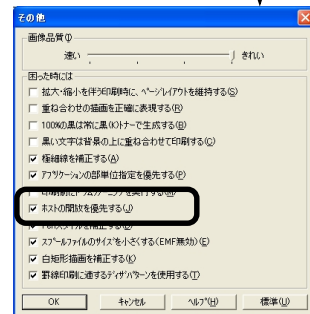 その他
画像品質(I)
速い きれい
困った時には
拡大・縮小を伴う印刷時に、ページレイアウトを維持する(S)
重ね合わせの描画を正確に表現する(R)
100%の黒は常に黒(K)トナーで生成する(B)
黒い文字は背景の上に重ね合わせて印刷する(C)
極細線を補正する(A)
アプリケーションの部単位指定を優先する(P)
ホストの開放を優先する(J)
スプールファイルのサイズを小さくする(EMF無効)(E)
白矩形描画を補正する(K)
罫線印刷に適するディザパターンを使用する(T)
OK キャンセル ヘルプ(H) 標準(U)